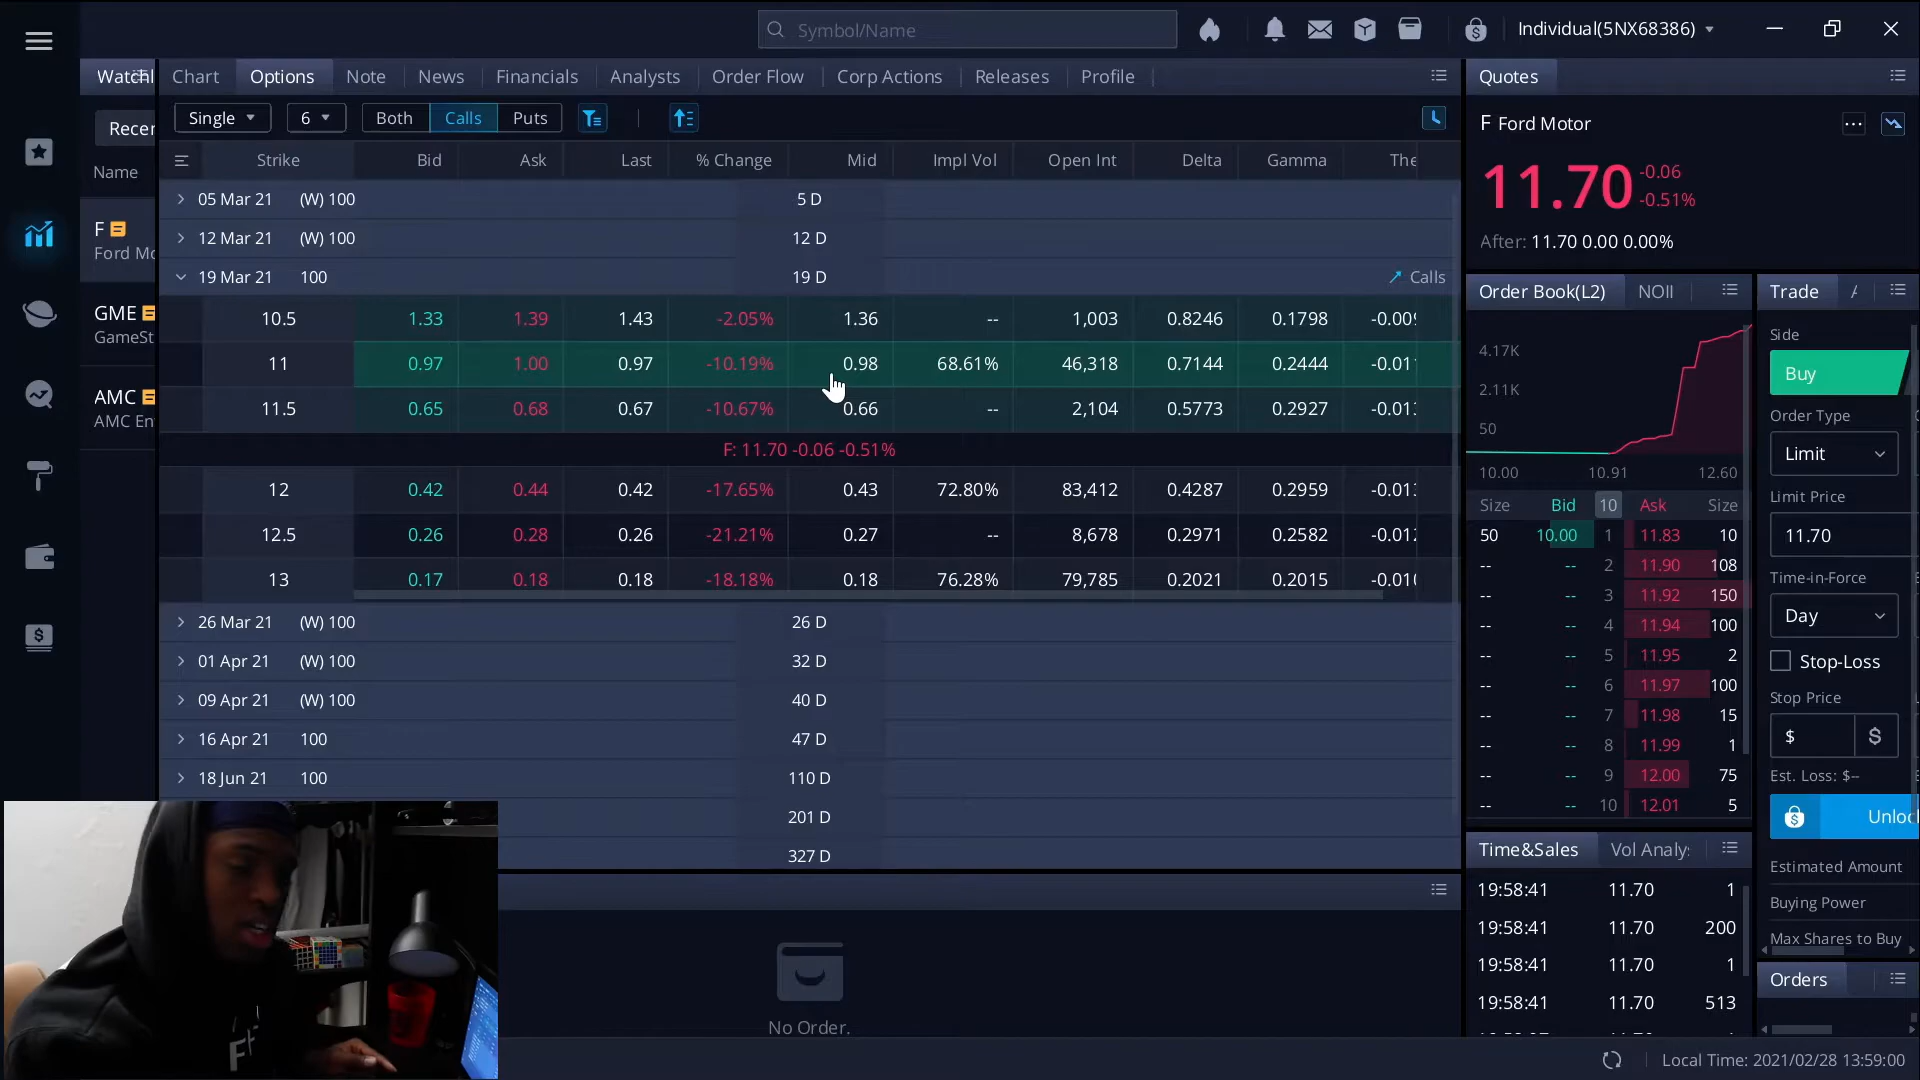 Symbol/Name
Individual(5NX68386)
Chart Options Note News Financials Analysts Order Flow Corp Actions Releases Profile
Quotes
Single 6 Both Calls Puts
Name
F Ford Motor
Strike Bid Ask Last % Change Mid Impl Vol Open Int Delta Gamma
11.70 -0.06
-0.51%
After: 11.70 0.00 0.00%
05 Mar 21 (W) 100 5 D
12 Mar 21 (W) 100 12 D
19 Mar 21 100 19 D Calls
10.5 1.33 1.39 1.43 -2.05% 1.36 -- 1,003 0.8246 0.1798
11 0.97 1.00 0.97 -10.19% 0.98 68.61% 46,318 0.7144 0.2444
11.5 0.65 0.68 0.67 -10.67% 0.66 -- 2,104 0.5773 0.2927
F: 11.70 -0.06 -0.51%
12 0.42 0.44 0.42 -17.65% 0.43 72.80% 83,412 0.4287 0.2959
12.5 0.26 0.28 0.26 -21.21% 0.27 -- 8,678 0.2971 0.2582
13 0.17 0.18 0.18 -18.18% 0.18 76.28% 79,785 0.2021 0.2015
26 Mar 21 (W) 100 26 D
01 Apr 21 (W) 100 32 D
09 Apr 21 (W) 100 40 D
16 Apr 21 100 47 D
18 Jun 21 100 110 D
201 D
327 D
F
Ford Mo
GME
GameSt
AMC
AMC En
No Order.
Order Book(L2) NOII
4.17K
2.11K
50
10.00 10.91 12.60
Size Bid 10 Ask Size
50 10.00 1 11.83 10
-- -- 2 11.90 108
-- -- 3 11.92 150
-- -- 4 11.94 100
-- -- 5 11.95 2
-- -- 6 11.97 100
-- -- 7 11.98 15
-- -- 8 11.99 1
-- -- 9 12.00 75
-- -- 10 12.01 5
Time&Sales Vol Analy
19:58:41 11.70 1
19:58:41 11.70 200
19:58:41 11.70 1
19:58:41 11.70 513
Trade
Side
Buy
Order Type
Limit
Limit Price
11.70
Time-in-Force
Day
Stop-Loss
Stop Price
$ $
Est. Loss: $--
Unloc
Estimated Amount
Buying Power
Max Shares to Buy
Orders
Local Time: 2021/02/28 13:59:00